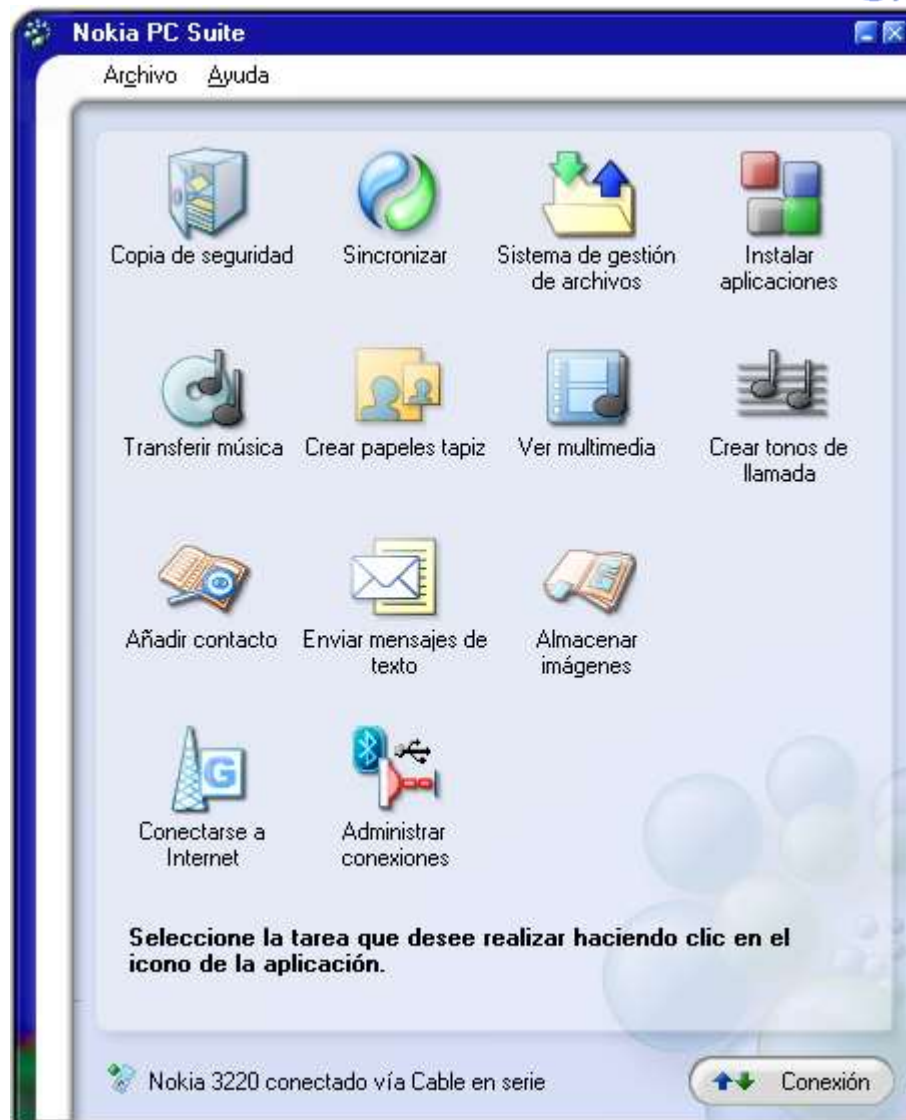 Nokia PC Suite
Archivo Ayuda
Copia de seguridad
Sincronizar
Sistema de gestión
de archivos
Instalar
aplicaciones
Transferir música
Crear papeles tapiz
Ver multimedia
Crear tonos de
llamada
Añadir contacto
Enviar mensajes de
texto
Almacenar
imágenes
G
Conectarse a
Internet
Administrar
conexiones
Seleccione la tarea que desee realizar haciendo clic en el
icono de la aplicación.
Nokia 3220 conectado vía Cable en serie
Conexión